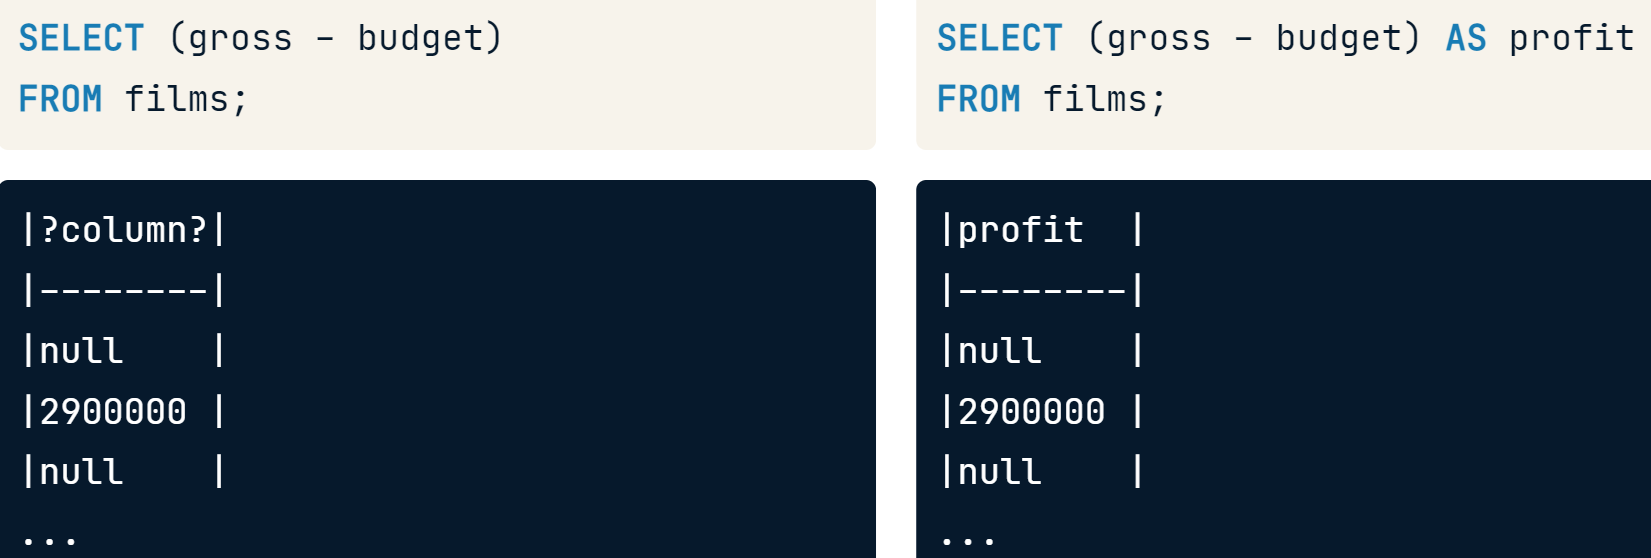 SELECT (gross - budget)
FROM films;
|?column?|
|--------|
|null    |
|2900000 |
|null    |
...
SELECT (gross - budget) AS profit
FROM films;
|profit  |
|--------|
|null    |
|2900000 |
|null    |
...